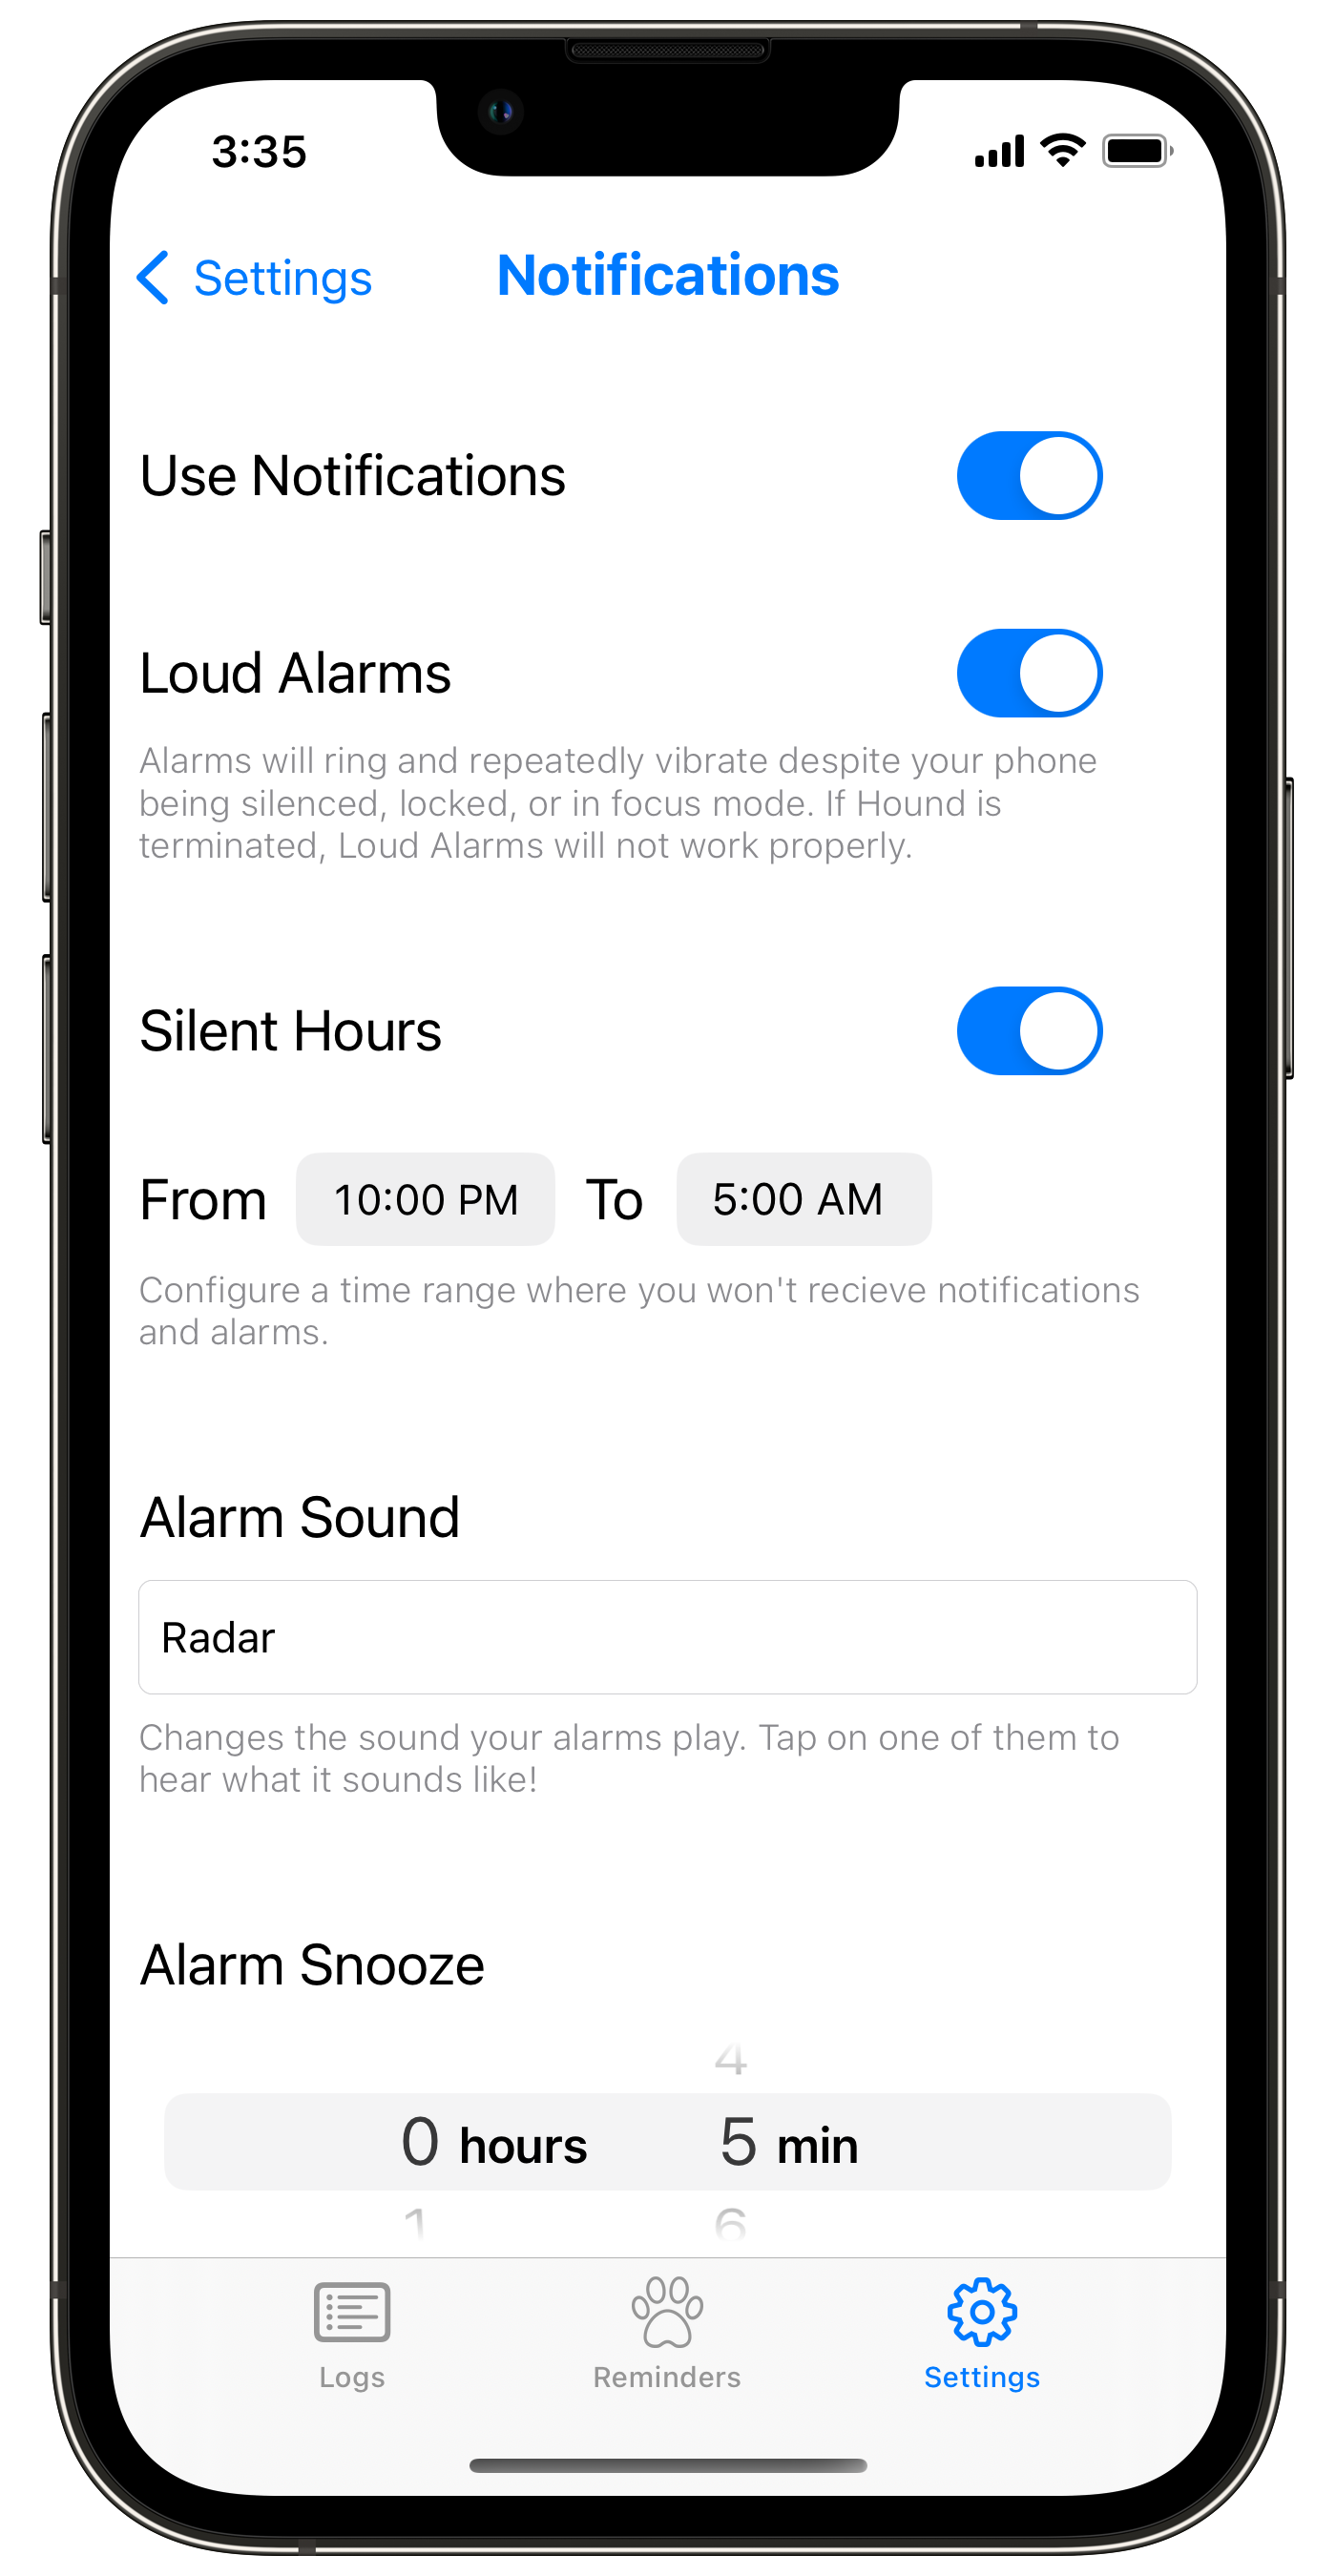 3:35
Settings
Notifications
Use Notifications
Loud Alarms
Alarms will ring and repeatedly vibrate despite your phone
being silenced, locked, or in focus mode. If Hound is
terminated, Loud Alarms will not work properly.
Silent Hours
From 10:00 PM To 5:00 AM
Configure a time range where you won't recieve notifications
and alarms.
Alarm Sound
Radar
Changes the sound your alarms play. Tap on one of them to
hear what it sounds like!
Alarm Snooze
4
0 hours 5 min
1 6
Logs Reminders Settings